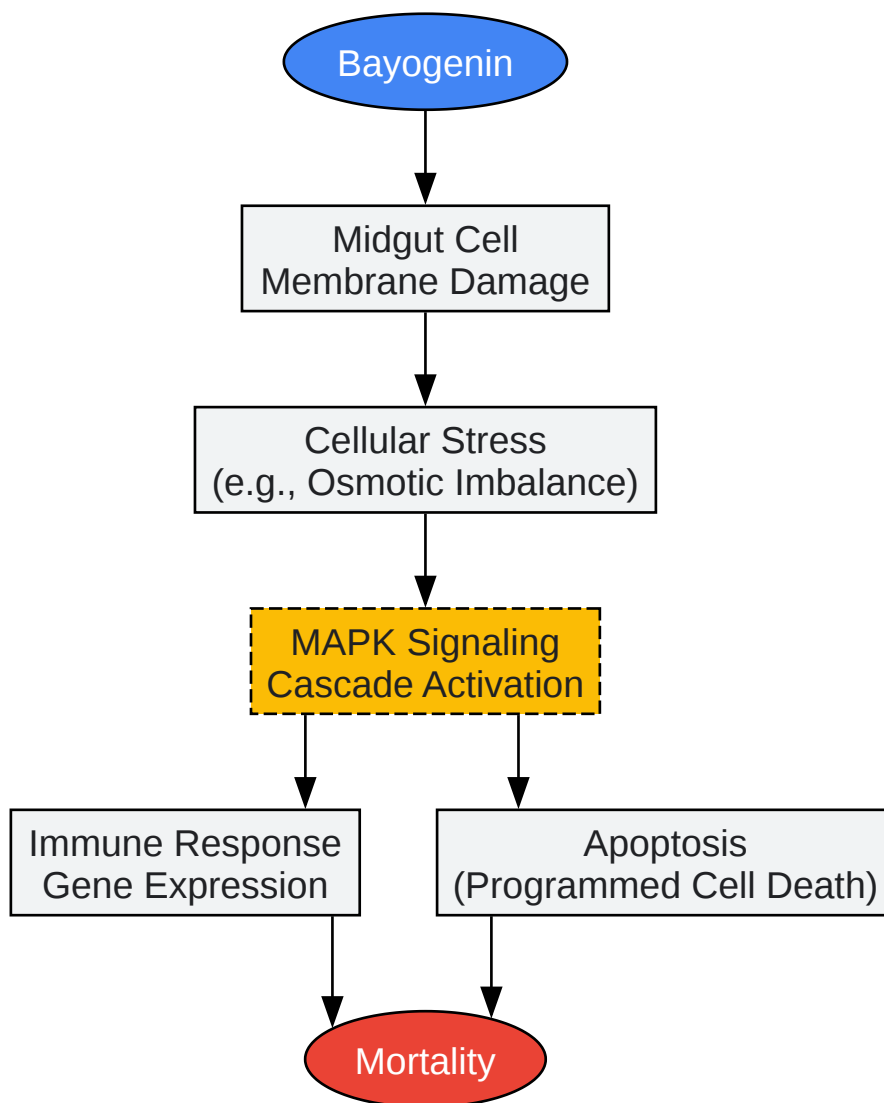 Bayogenin
Midgut Cell
Membrane Damage
Cellular Stress
(e.g., Osmotic Imbalance)
MAPK Signaling
Cascade Activation
Immune Response
Gene Expression
Apoptosis
(Programmed Cell Death)
Mortality